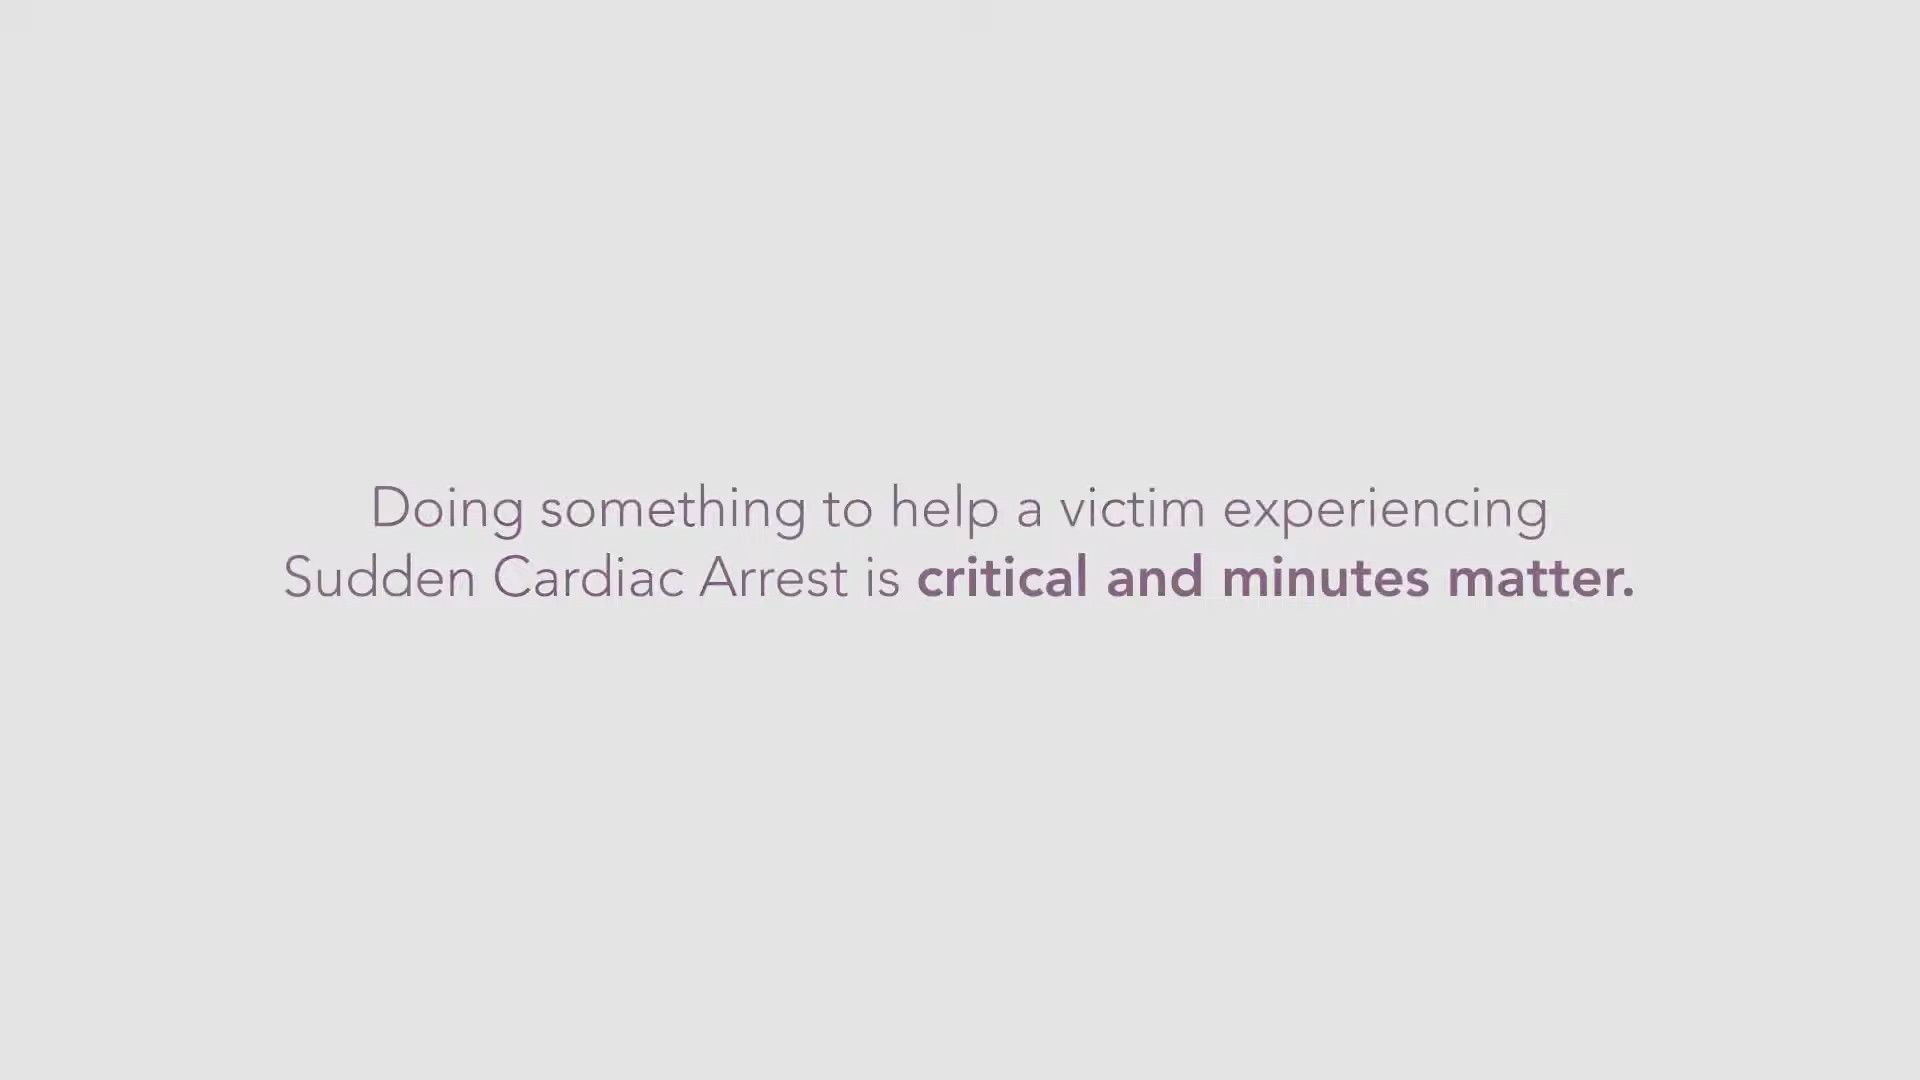 Doing something to help a victim experiencing
Sudden Cardiac Arrest is critical and minutes matter.